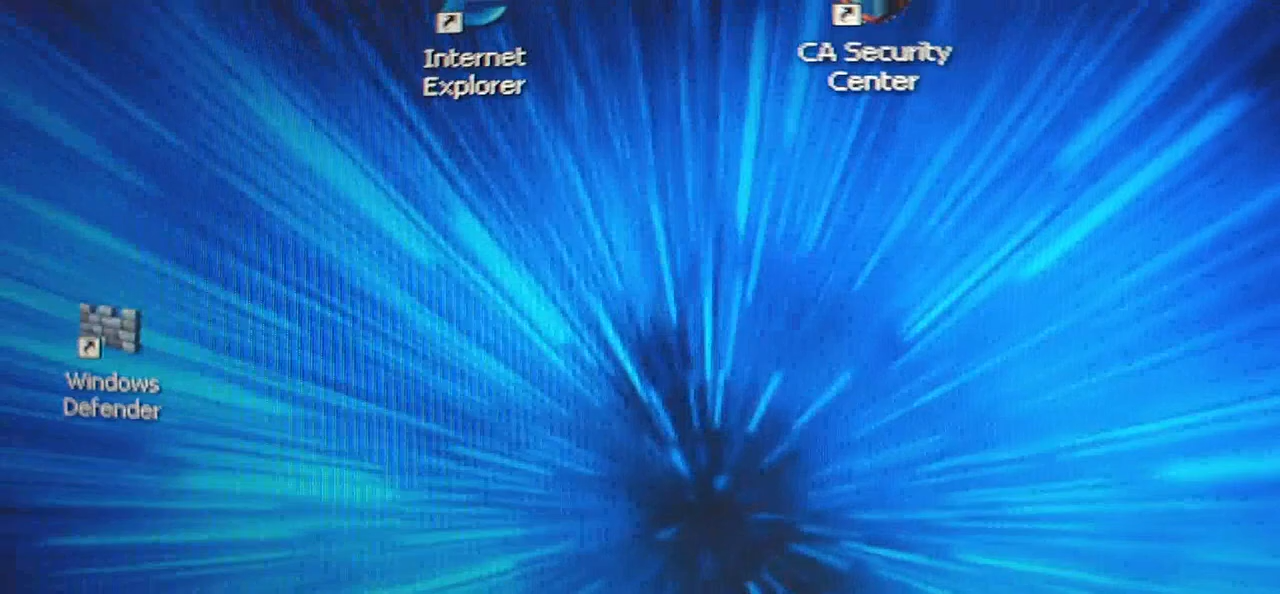 Internet
Explorer
CA Security
Center
Windows
Defender